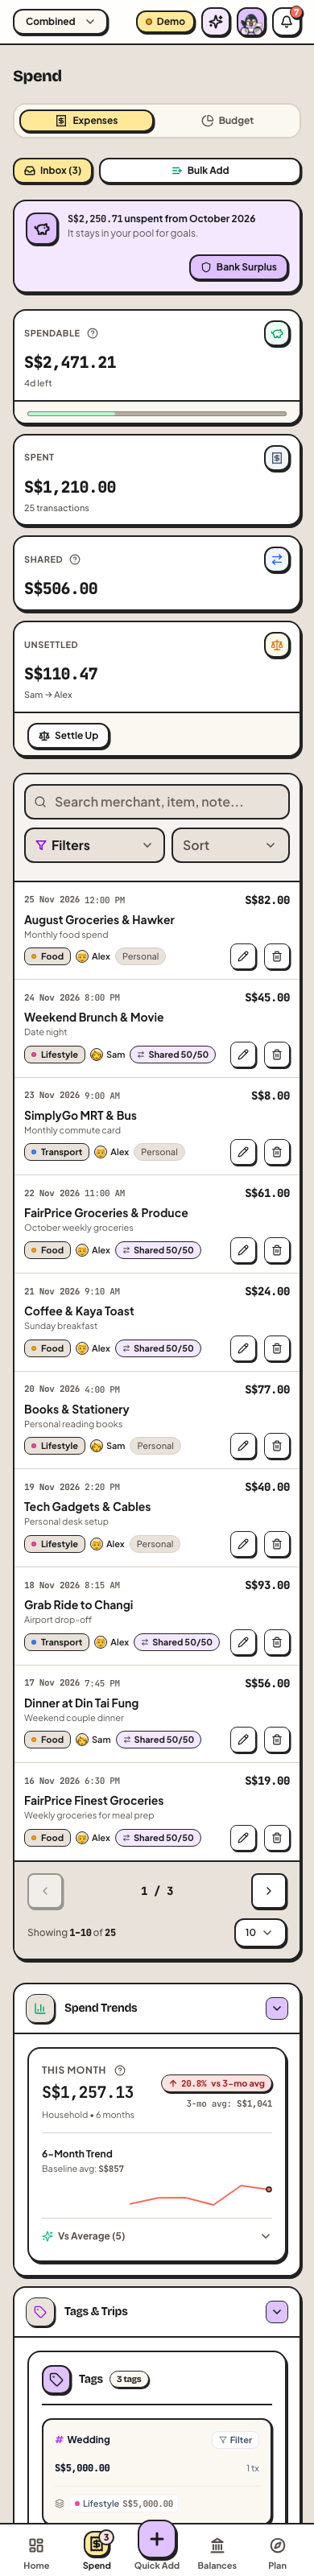 Combined
Demo
7
Spend
Expenses
Budget
Inbox (3)
Bulk Add
S$2,250.71 unspent from October 2026
It stays in your pool for goals.
Bank Surplus
SPENDABLE
S$2,471.21
4d left
SPENT
S$1,210.00
25 transactions
SHARED
S$506.00
UNSETTLED
S$110.47
Sam → Alex
Settle Up
Search merchant, item, note...
Filters
Sort
25 Nov 2026 12:00 PM
S$82.00
August Groceries & Hawker
Monthly food spend
Food Alex Personal
24 Nov 2026 8:00 PM
S$45.00
Weekend Brunch & Movie
Date night
Lifestyle Sam Shared 50/50
23 Nov 2026 9:00 AM
S$8.00
SimplyGo MRT & Bus
Monthly commute card
Transport Alex Personal
22 Nov 2026 11:00 AM
S$61.00
FairPrice Groceries & Produce
October weekly groceries
Food Alex Shared 50/50
21 Nov 2026 9:10 AM
S$24.00
Coffee & Kaya Toast
Sunday breakfast
Food Alex Shared 50/50
20 Nov 2026 4:00 PM
S$77.00
Books & Stationery
Personal reading books
Lifestyle Sam Personal
19 Nov 2026 2:20 PM
S$40.00
Tech Gadgets & Cables
Personal desk setup
Lifestyle Alex Personal
18 Nov 2026 8:15 AM
S$93.00
Grab Ride to Changi
Airport drop-off
Transport Alex Shared 50/50
17 Nov 2026 7:45 PM
S$56.00
Dinner at Din Tai Fung
Weekend couple dinner
Food Sam Shared 50/50
16 Nov 2026 6:30 PM
S$19.00
FairPrice Finest Groceries
Weekly groceries for meal prep
Food Alex Shared 50/50
1 / 3
Showing 1-10 of 25
10
Spend Trends
THIS MONTH
S$1,257.13
↑ 20.8% vs 3-mo avg
3-mo avg: S$1,041
Household • 6 months
6-Month Trend
Baseline avg: S$857
Vs Average (5)
Tags & Trips
Tags
3 tags
# Wedding
Filter
S$5,000.00
1 tx
Lifestyle S$5,000.00
3
Home
Spend
Quick Add
Balances
Plan